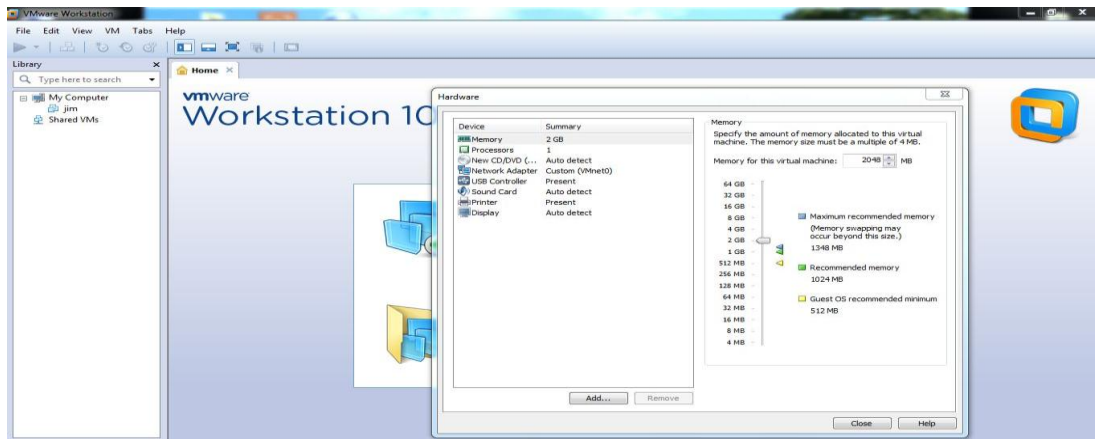 VMware Workstation
File Edit View VM Tabs Help
Library
Type here to search
My Computer
jim
Shared VMs
Home
vmware
Workstation 10
Hardware
Device Summary
Memory 2 GB
Processors 1
New CD/DVD (... Auto detect
Network Adapter Custom (VMnet0)
USB Controller Present
Sound Card Auto detect
Printer Present
Display Auto detect
Add... Remove
Memory
Specify the amount of memory allocated to this virtual
machine. The memory size must be a multiple of 4 MB.
Memory for this virtual machine: 2048 MB
64 GB
32 GB
16 GB
8 GB
4 GB
2 GB
1 GB
512 MB
256 MB
128 MB
64 MB
32 MB
16 MB
8 MB
4 MB
Maximum recommended memory
(Memory swapping may
occur beyond this size.)
1348 MB
Recommended memory
1024 MB
Guest OS recommended minimum
512 MB
Close Help